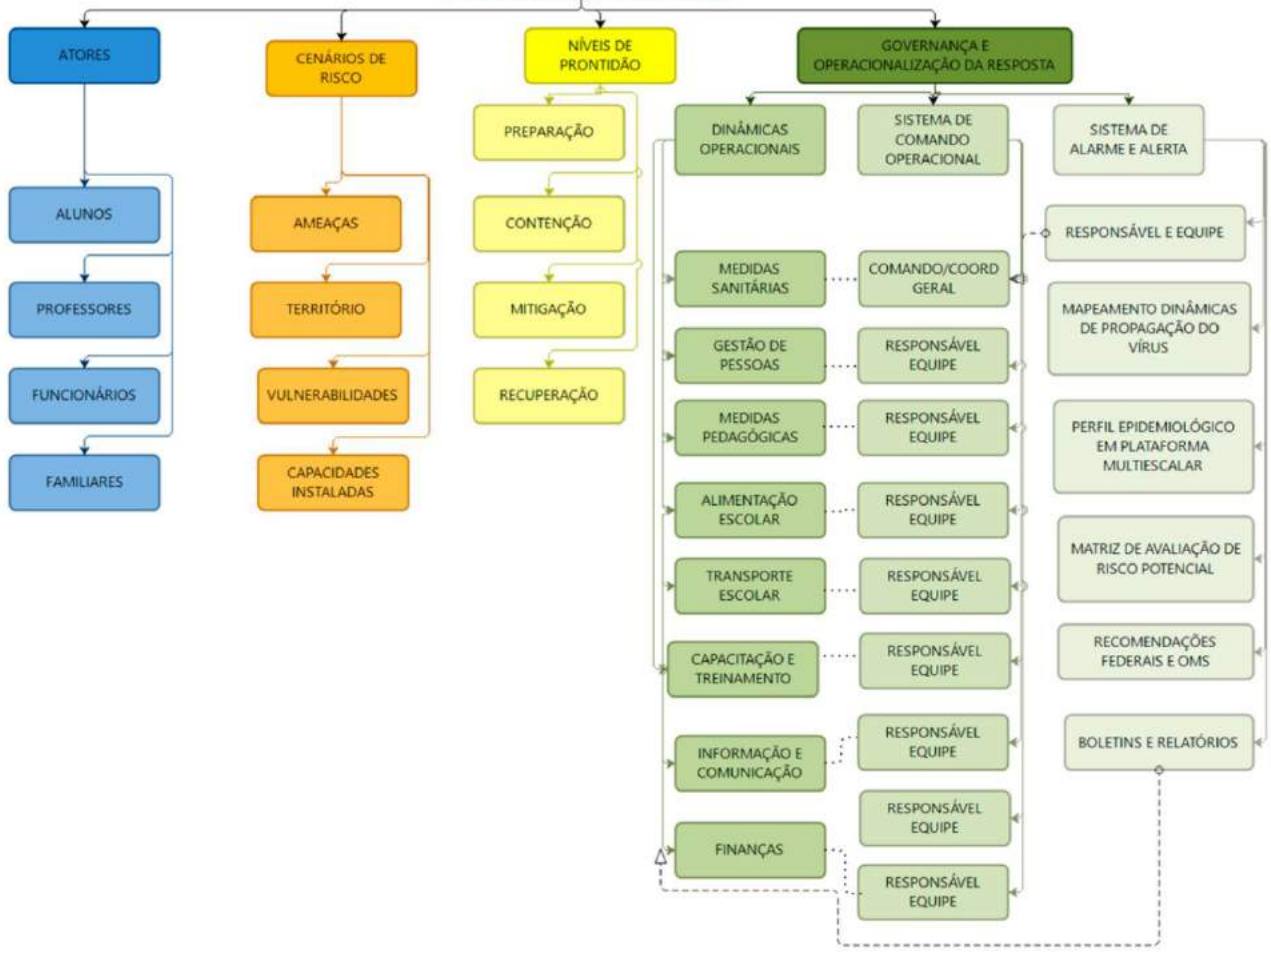 ATORES
CENÁRIOS DE
RISCO
NÍVEIS DE
PRONTIDÃO
GOVERNANÇA E
OPERACIONALIZAÇÃO DA RESPOSTA
ALUNOS
PROFESSORES
FUNCIONÁRIOS
FAMILIARES
AMEAÇAS
TERRITÓRIO
VULNERABILIDADES
CAPACIDADES
INSTALADAS
PREPARAÇÃO
CONTENÇÃO
MITIGAÇÃO
RECUPERAÇÃO
DINÂMICAS
OPERACIONAIS
MEDIDAS
SANITÁRIAS
GESTÃO DE
PESSOAS
MEDIDAS
PEDAGÓGICAS
ALIMENTAÇÃO
ESCOLAR
TRANSPORTE
ESCOLAR
CAPACITAÇÃO E
TREINAMENTO
INFORMAÇÃO E
COMUNICAÇÃO
FINANÇAS
SISTEMA DE
COMANDO
OPERACIONAL
COMANDO/COORD
GERAL
RESPONSÁVEL
EQUIPE
RESPONSÁVEL
EQUIPE
RESPONSÁVEL
EQUIPE
RESPONSÁVEL
EQUIPE
RESPONSÁVEL
EQUIPE
RESPONSÁVEL
EQUIPE
RESPONSÁVEL
EQUIPE
RESPONSÁVEL
EQUIPE
SISTEMA DE
ALARME E ALERTA
RESPONSÁVEL E EQUIPE
MAPEAMENTO DINÂMICAS
DE PROPAGAÇÃO DO
VÍRUS
PERFIL EPIDEMIOLÓGICO
EM PLATAFORMA
MULTIESCALAR
MATRIZ DE AVALIAÇÃO DE
RISCO POTENCIAL
RECOMENDAÇÕES
FEDERAIS E OMS
BOLETINS E RELATÓRIOS